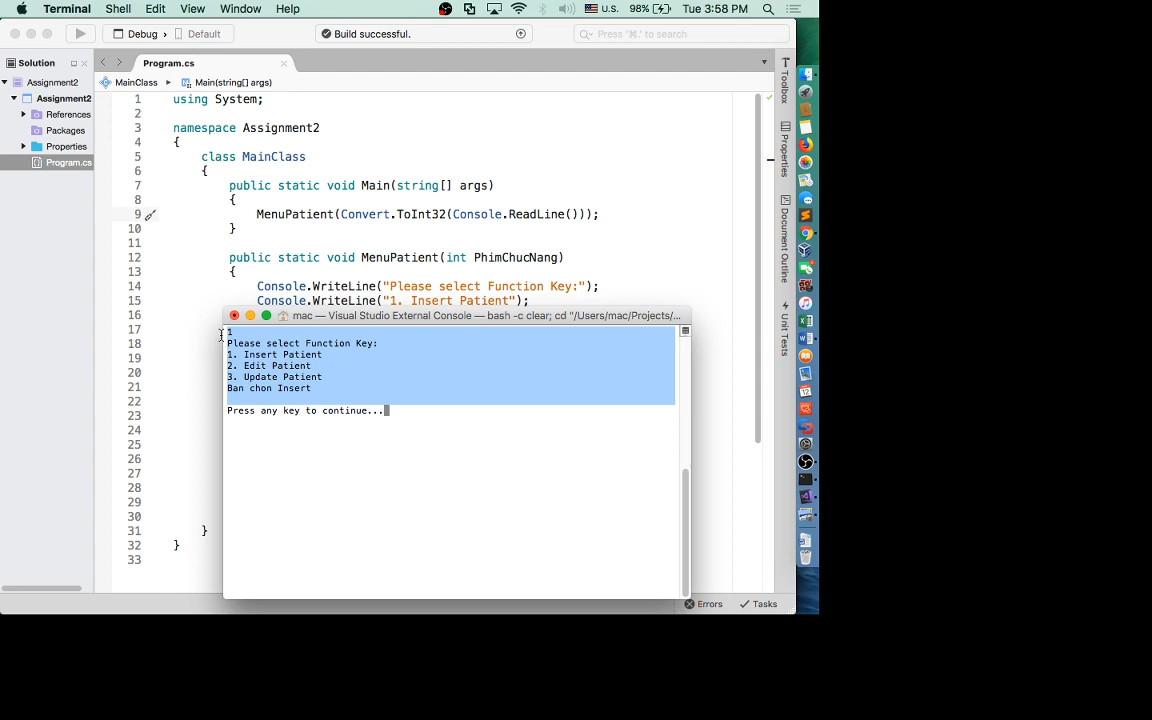 Terminal Shell Edit View Window Help U.S. 98% Tue 3:58 PM
Debug › Default Build successful. Press '⌘.' to search
Solution Program.cs
MainClass Main(string[] args)
Assignment2
Assignment2
References
Packages
Properties
Program.cs
1 using System;
2
3 namespace Assignment2
4 {
5 class MainClass
6 {
7 public static void Main(string[] args)
8 {
9 MenuPatient(Convert.ToInt32(Console.ReadLine()));
10 }
11
12 public static void MenuPatient(int PhimChucNang)
13 {
14 Console.WriteLine("Please select Function Key:");
15 Console.WriteLine("1. Insert Patient");
16
17
18
19
20
21
22
23
24
25
26
27
28
29
30
31 }
32 }
33
mac — Visual Studio External Console — bash -c clear; cd "/Users/mac/Projects/...
1
Please select Function Key:
1. Insert Patient
2. Edit Patient
3. Update Patient
Ban chon Insert
Press any key to continue...
Toolbox
Properties
Document Outline
Unit Tests
Errors Tasks